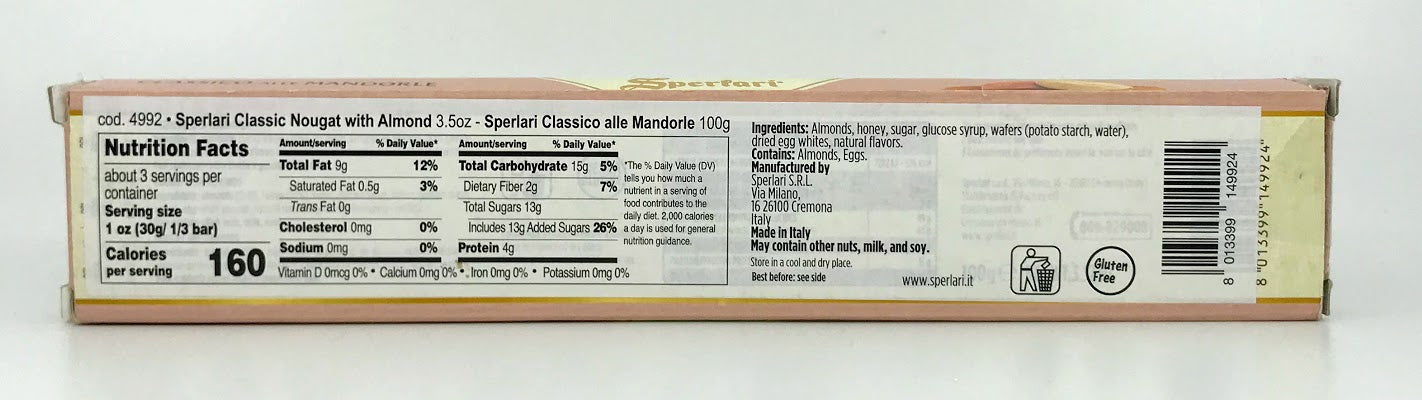 CLASSICO ALLE MANDORLE
Sperlari
cod. 4992 • Sperlari Classic Nougat with Almond 3.5oz - Sperlari Classico alle Mandorle 100g
Nutrition Facts
about 3 servings per
container
Serving size
1 oz (30g/ 1/3 bar)
Calories
per serving
160
Amount/serving % Daily Value*
Total Fat 9g 12%
Saturated Fat 0.5g 3%
Trans Fat 0g
Cholesterol 0mg 0%
Sodium 0mg 0%
Amount/serving % Daily Value*
Total Carbohydrate 15g 5%
Dietary Fiber 2g 7%
Total Sugars 13g
Includes 13g Added Sugars 26%
Protein 4g
Vitamin D 0mcg 0% • Calcium 0mg 0% • Iron 0mg 0% • Potassium 0mg 0%
*The % Daily Value (DV)
tells you how much a
nutrient in a serving of
food contributes to the
daily diet. 2,000 calories
a day is used for general
nutrition guidance.
Ingredients: Almonds, honey, sugar, glucose syrup, wafers (potato starch, water),
dried egg whites, natural flavors.
Contains: Almonds, Eggs.
Manufactured by
Sperlari S.R.L.
Via Milano,
16 26100 Cremona
Italy
Made in Italy
May contain other nuts, milk, and soy.
Store in a cool and dry place.
Best before: see side
www.sperlari.it
Gluten
Free
8 013399 149924
8 "013399"149924"